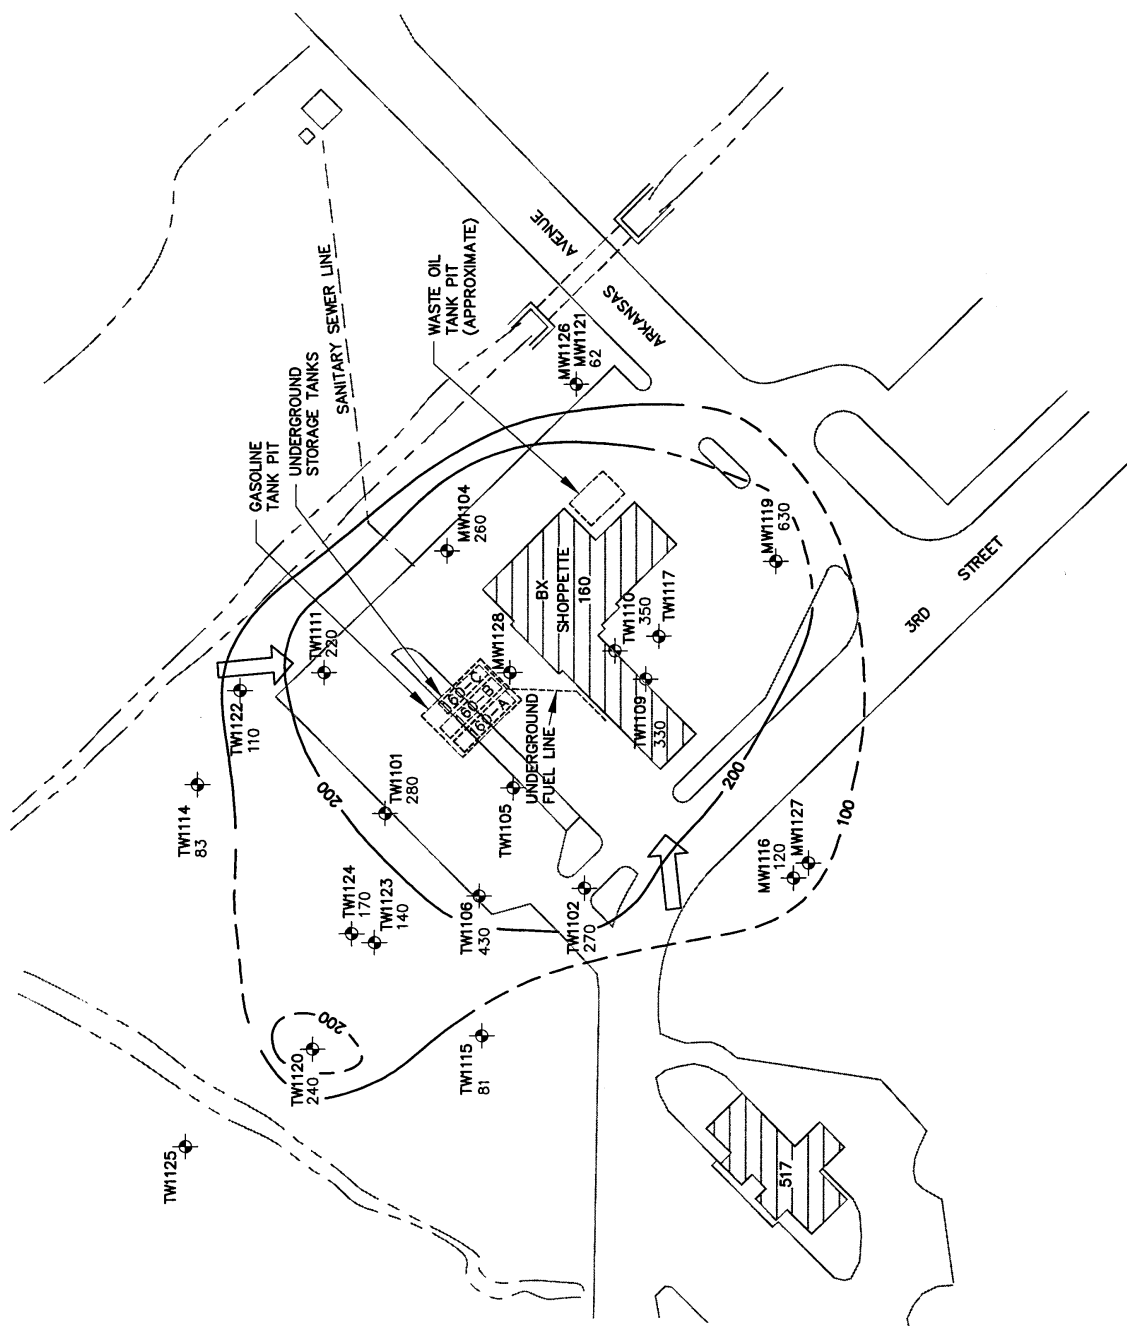 SANITARY SEWER LINE
WASTE OIL
TANK PIT
(APPROXIMATE)
UNDERGROUND
STORAGE TANKS
GASOLINE
TANK PIT
AVENUE
ARKANSAS
MW1126
MW1121
62
MW1104
260
MW1119
630
BX
SHOPPETTE
160
TW1110
350
TW1117
STREET
3RD
TW1111
220
MW1128
TW1109
330
TW1122
110
160-B
160-A
UNDERGROUND
FUEL LINE
TW1101
280
TW1105
200
200
100
TW1114
83
MW1116
120
MW1127
TW1124
170
TW1123
140
TW1106
430
TW1102
270
200
TW1120
240
TW1115
81
TW1125
517